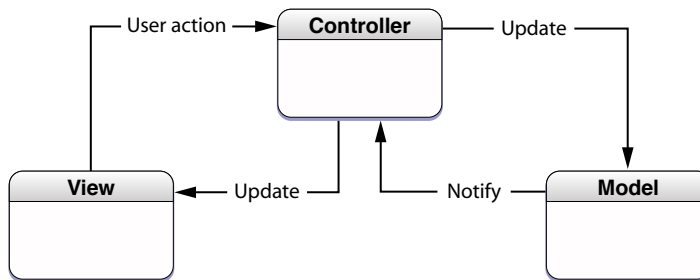 User action
Controller
Update
View
Update
Notify
Model